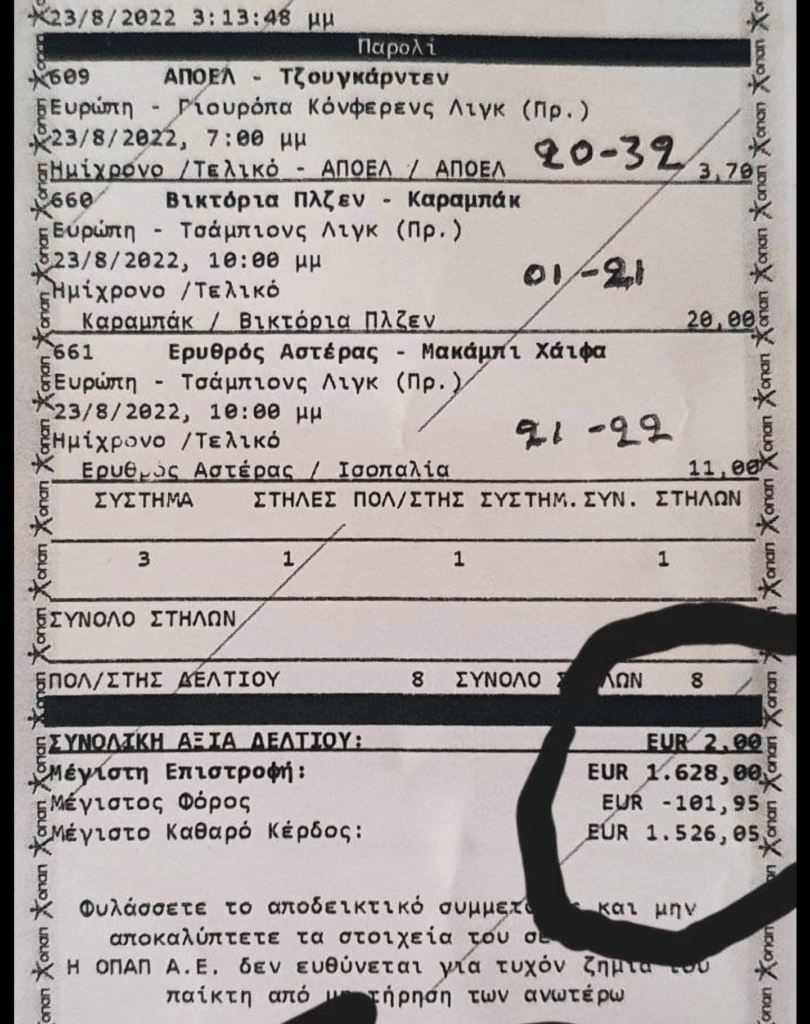 23/8/2022 3:13:48 μμ
Παρολί
609 ΑΠΟΕΛ - Τζουγκάρντεν
Ευρώπη - Γιουρόπα Κόνφερενς Λιγκ (Πρ.)
23/8/2022, 7:00 μμ
20-32
Ημίχρονο /Τελικό - ΑΠΟΕΛ / ΑΠΟΕΛ 3,70
660 Βικτόρια Πλζεν - Καραμπάκ
Ευρώπη - Τσάμπιονς Λιγκ (Πρ.)
23/8/2022, 10:00 μμ
01-21
Ημίχρονο /Τελικό
Καραμπάκ / Βικτόρια Πλζεν 20,00
661 Ερυθρός Αστέρας - Μακάμπι Χάιφα
Ευρώπη - Τσάμπιονς Λιγκ (Πρ.)
23/8/2022, 10:00 μμ
21-22
Ημίχρονο /Τελικό
Ερυθρός Αστέρας / Ισοπαλία 11,00
ΣΥΣΤΗΜΑ ΣΤΗΛΕΣ ΠΟΛ/ΣΤΗΣ ΣΥΣΤΗΜ. ΣΥΝ. ΣΤΗΛΩΝ
3 1 1 1
ΣΥΝΟΛΟ ΣΤΗΛΩΝ
ΠΟΛ/ΣΤΗΣ ΔΕΛΤΙΟΥ 8 ΣΥΝΟΛΟ 8
ΣΥΝΟΛΙΚΗ ΑΞΙΑ ΔΕΛΤΙΟΥ: EUR 2,00
Μέγιστη Επιστροφή: EUR 1.628,00
Μέγιστος Φόρος EUR -101,95
Μέγιστο Καθαρό Κέρδος: EUR 1.526,05
Φυλάσσετε το αποδεικτικό και μην
αποκαλύπτετε τα στοιχεία του
Η ΟΠΑΠ Α.Ε. δεν ευθύνεται για τυχόν ζημιά του
παίκτη από τήρηση των ανωτέρω